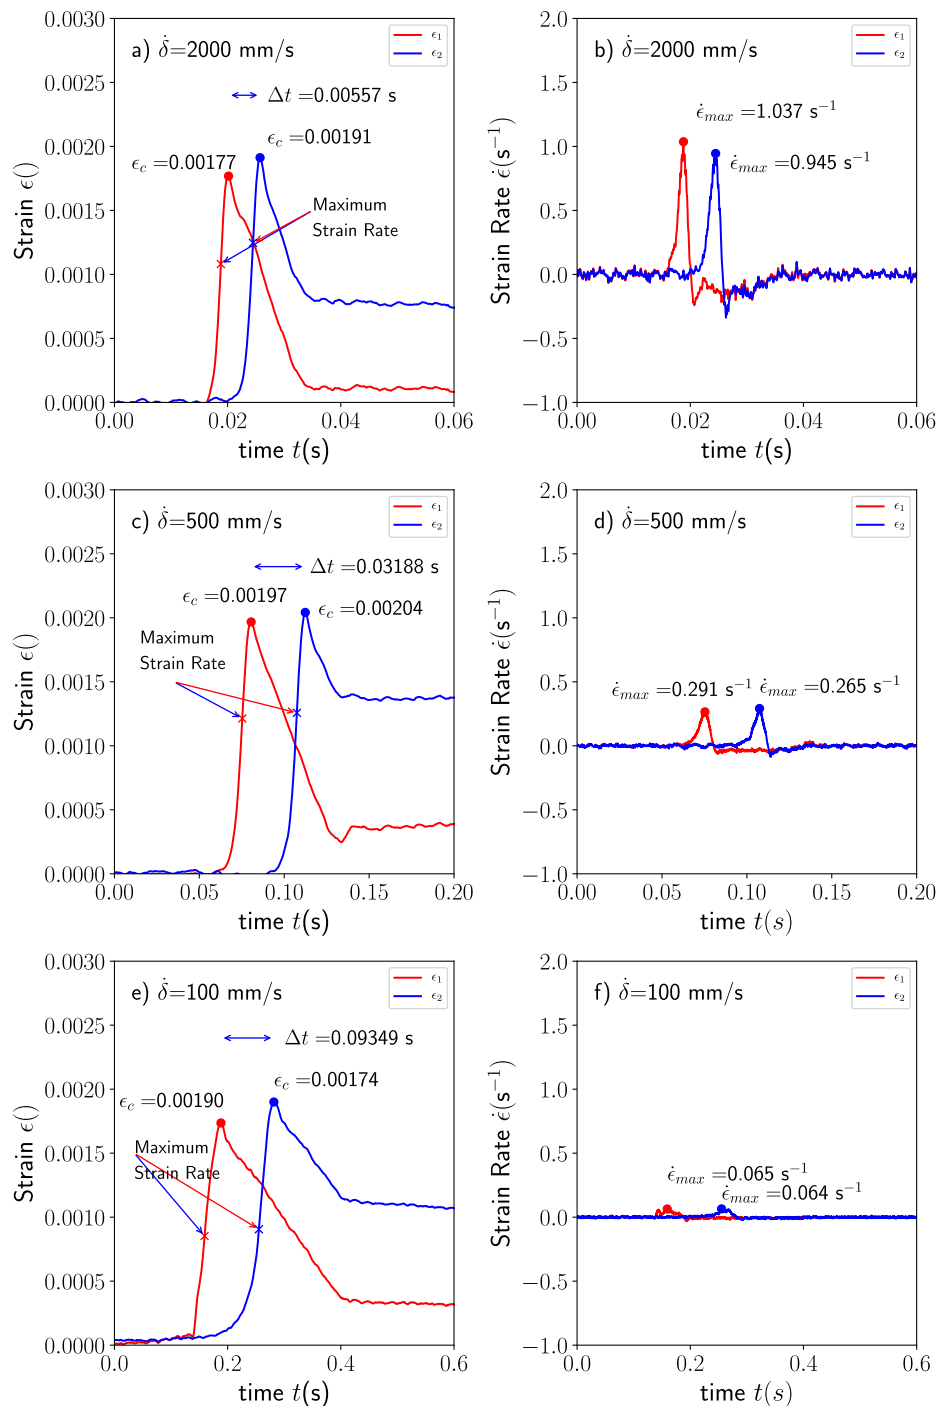 a) δ̇=2000 mm/s
ϵ₁
ϵ₂
Δt =0.00557 s
ϵc =0.00191
ϵc =0.00177
Maximum
Strain Rate
0.0030
0.0025
0.0020
0.0015
0.0010
0.0005
0.0000
Strain ϵ()
0.00 0.02 0.04 0.06
time t(s)
b) δ̇=2000 mm/s
ϵ₁
ϵ₂
ϵ̇max =1.037 s⁻¹
ϵ̇max =0.945 s⁻¹
2.0
1.5
1.0
0.5
0.0
−0.5
−1.0
Strain Rate ϵ̇(s⁻¹)
0.00 0.02 0.04 0.06
time t(s)
c) δ̇=500 mm/s
ϵ₁
ϵ₂
Δt =0.03188 s
ϵc =0.00197
ϵc =0.00204
Maximum
Strain Rate
0.0030
0.0025
0.0020
0.0015
0.0010
0.0005
0.0000
Strain ϵ()
0.00 0.05 0.10 0.15 0.20
time t(s)
d) δ̇=500 mm/s
ϵ₁
ϵ₂
ϵ̇max =0.291 s⁻¹
ϵ̇max =0.265 s⁻¹
2.0
1.5
1.0
0.5
0.0
−0.5
−1.0
Strain Rate ϵ̇(s⁻¹)
0.00 0.05 0.10 0.15 0.20
time t(s)
e) δ̇=100 mm/s
ϵ₁
ϵ₂
Δt =0.09349 s
ϵc =0.00174
ϵc =0.00190
Maximum
Strain Rate
0.0030
0.0025
0.0020
0.0015
0.0010
0.0005
0.0000
Strain ϵ()
0.0 0.2 0.4 0.6
time t(s)
f) δ̇=100 mm/s
ϵ₁
ϵ₂
ϵ̇max =0.065 s⁻¹
ϵ̇max =0.064 s⁻¹
2.0
1.5
1.0
0.5
0.0
−0.5
−1.0
Strain Rate ϵ̇(s⁻¹)
0.0 0.2 0.4 0.6
time t(s)